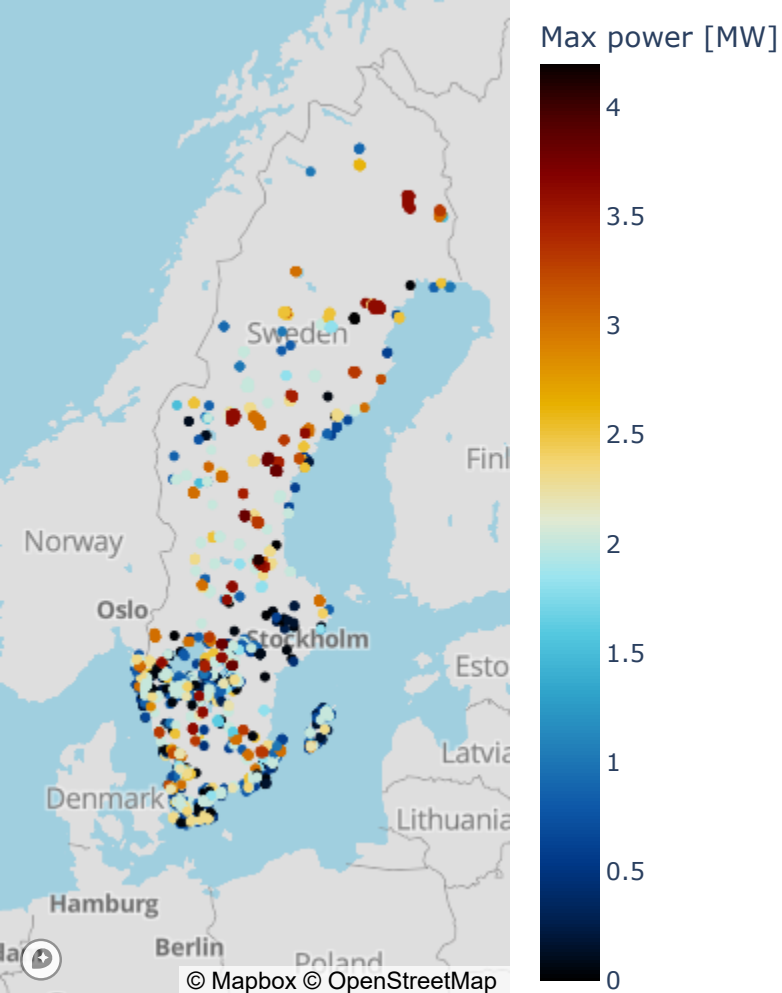 Max power [MW]
4
3.5
3
2.5
2
1.5
1
0.5
0
Sweden
Finl
Norway
Oslo
Stockholm
Esto
Latvia
Denmark
Lithuania
Hamburg
Berlin
Poland
© Mapbox © OpenStreetMap